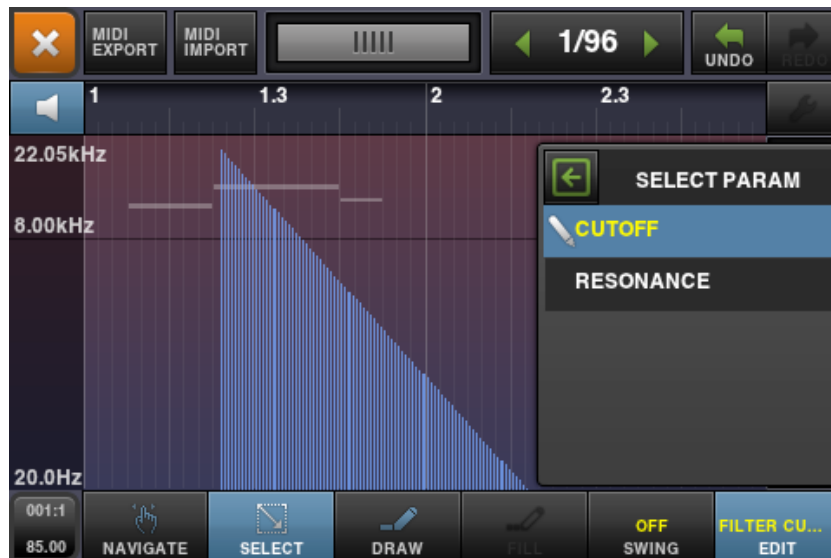 MIDI EXPORT
MIDI IMPORT
1/96
UNDO
REDO
1
1.3
2
2.3
22.05kHz
8.00kHz
20.0Hz
SELECT PARAM
CUTOFF
RESONANCE
001:1
85.00
NAVIGATE
SELECT
DRAW
FILL
OFF
SWING
FILTER CU...
EDIT